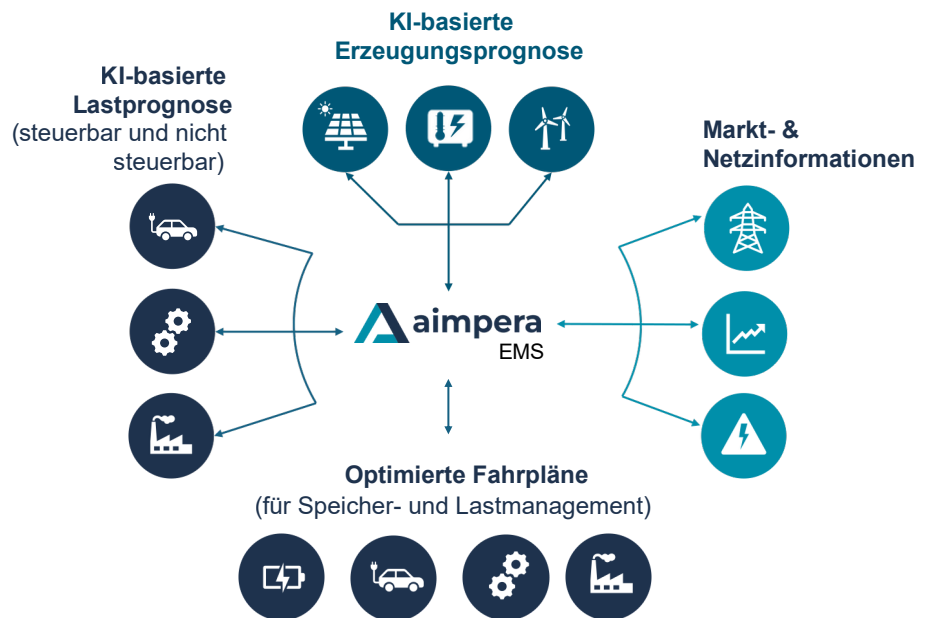 KI-basierte
Erzeugungsprognose
KI-basierte
Lastprognose
(steuerbar und nicht
steuerbar)
Markt- &
Netzinformationen
aimpera
EMS
Optimierte Fahrpläne
(für Speicher- und Lastmanagement)